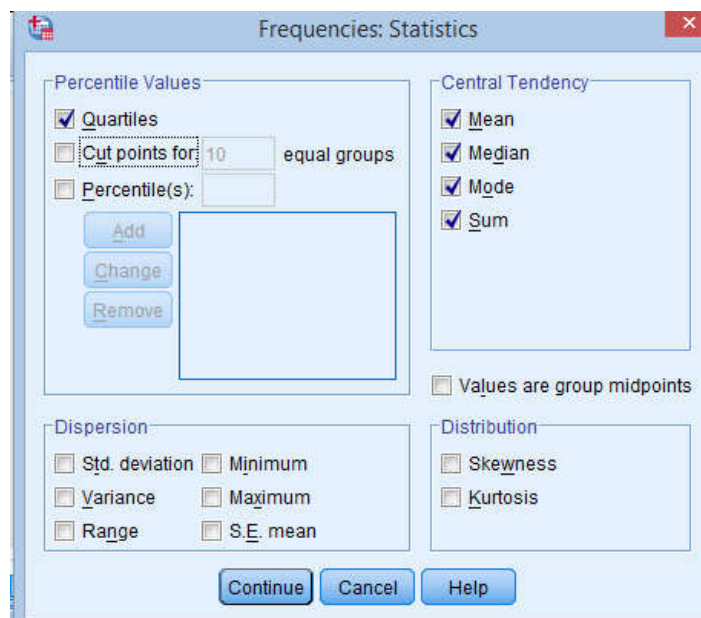 Frequencies: Statistics
Percentile Values
Quartiles
Cut points for: 10 equal groups
Percentile(s):
Add
Change
Remove
Central Tendency
Mean
Median
Mode
Sum
Values are group midpoints
Dispersion
Std. deviation
Minimum
Variance
Maximum
Range
S.E. mean
Distribution
Skewness
Kurtosis
Continue
Cancel
Help